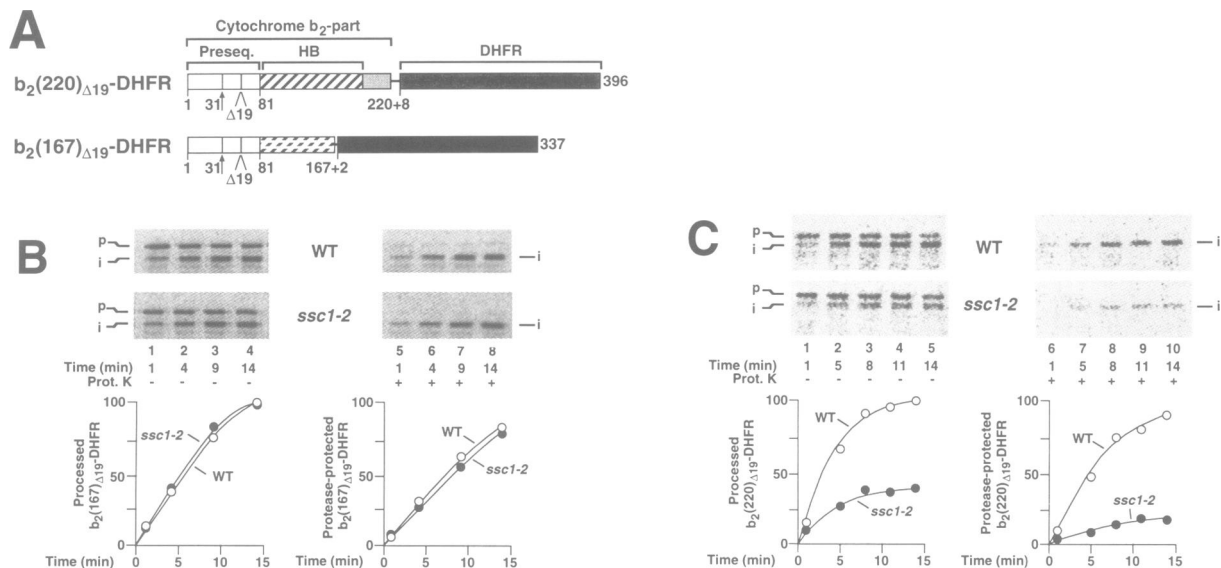 A
Cytochrome b2-part
Preseq. HB DHFR
b2(220)Δ19-DHFR
396
1 31 Δ19 81 220+8
b2(167)Δ19-DHFR
337
1 31 Δ19 81 167+2
B
p
i
WT
i
p
i
ssc1-2
i
1 2 3 4 5 6 7 8
Time (min) 1 4 9 14 1 4 9 14
Prot. K - - - - + + + +
Processed
b2(167)Δ19-DHFR
100
50
0
ssc1-2
WT
Time (min) 0 5 10 15
Protease-protected
b2(167)Δ19-DHFR
100
50
0
WT
ssc1-2
Time (min) 0 5 10 15
C
p
i
WT
i
p
i
ssc1-2
i
1 2 3 4 5 6 7 8 9 10
Time (min) 1 5 8 11 14 1 5 8 11 14
Prot. K - - - - - + + + + +
Processed
b2(220)Δ19-DHFR
100
50
0
WT
ssc1-2
Time (min) 0 5 10 15
Protease-protected
b2(220)Δ19-DHFR
100
50
0
WT
ssc1-2
Time (min) 0 5 10 15